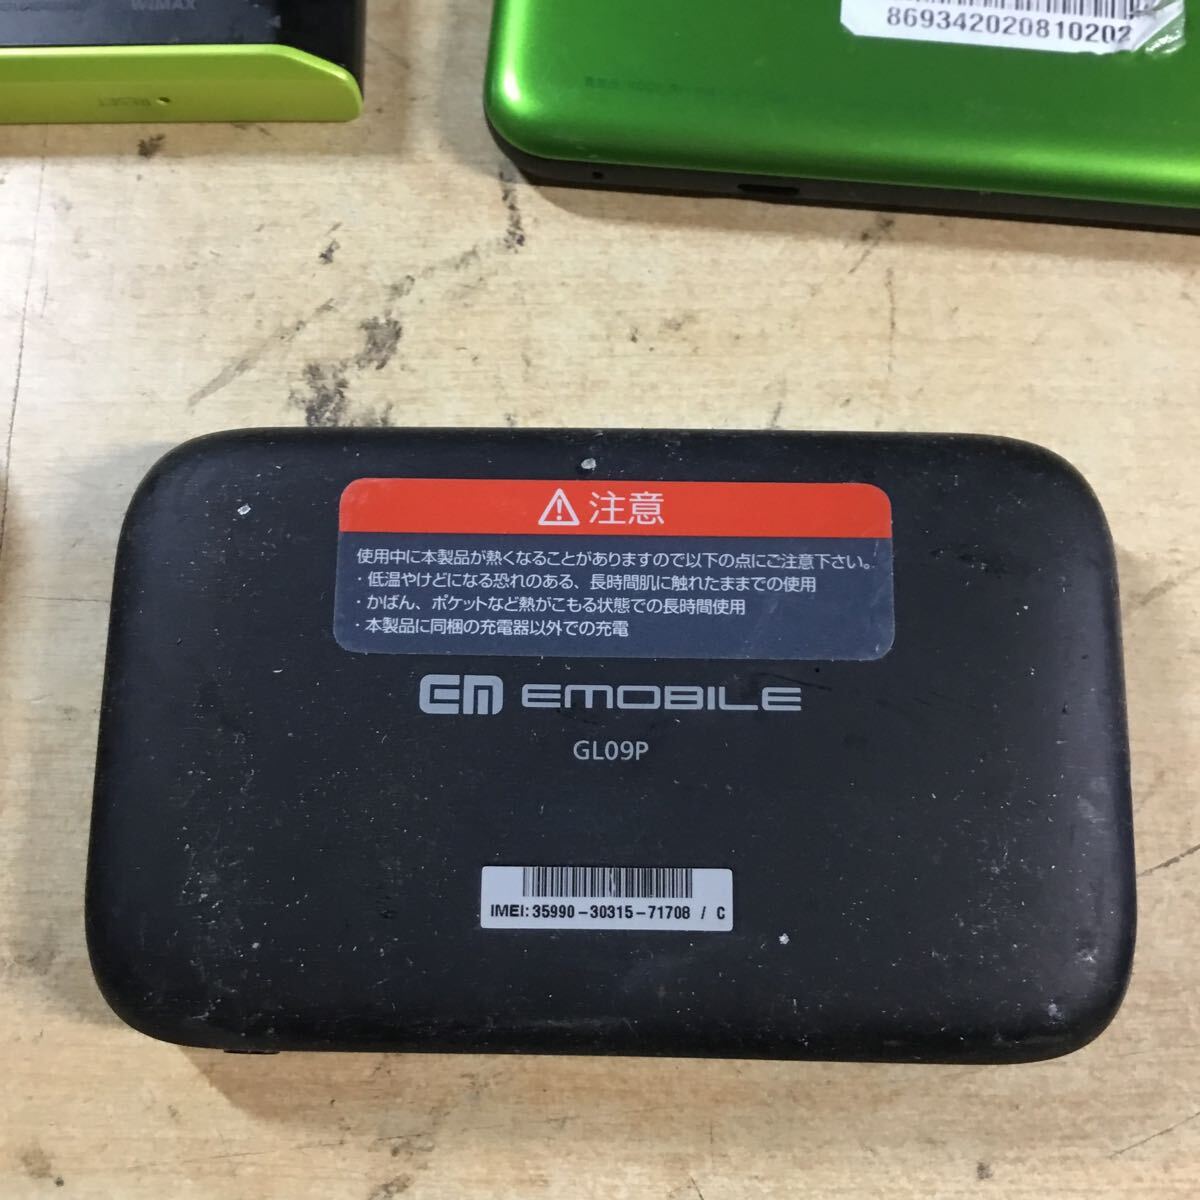 WiMAX
RESET
869342020810202
注意
使用中に本製品が熱くなることがありますので以下の点にご注意下さい。
・低温やけどになる恐れのある、長時間肌に触れたままでの使用
・かばん、ポケットなど熱がこもる状態での長時間使用
・本製品に同梱の充電器以外での充電
EM EMOBILE
GL09P
IMEI: 35990-30315-71708 / C